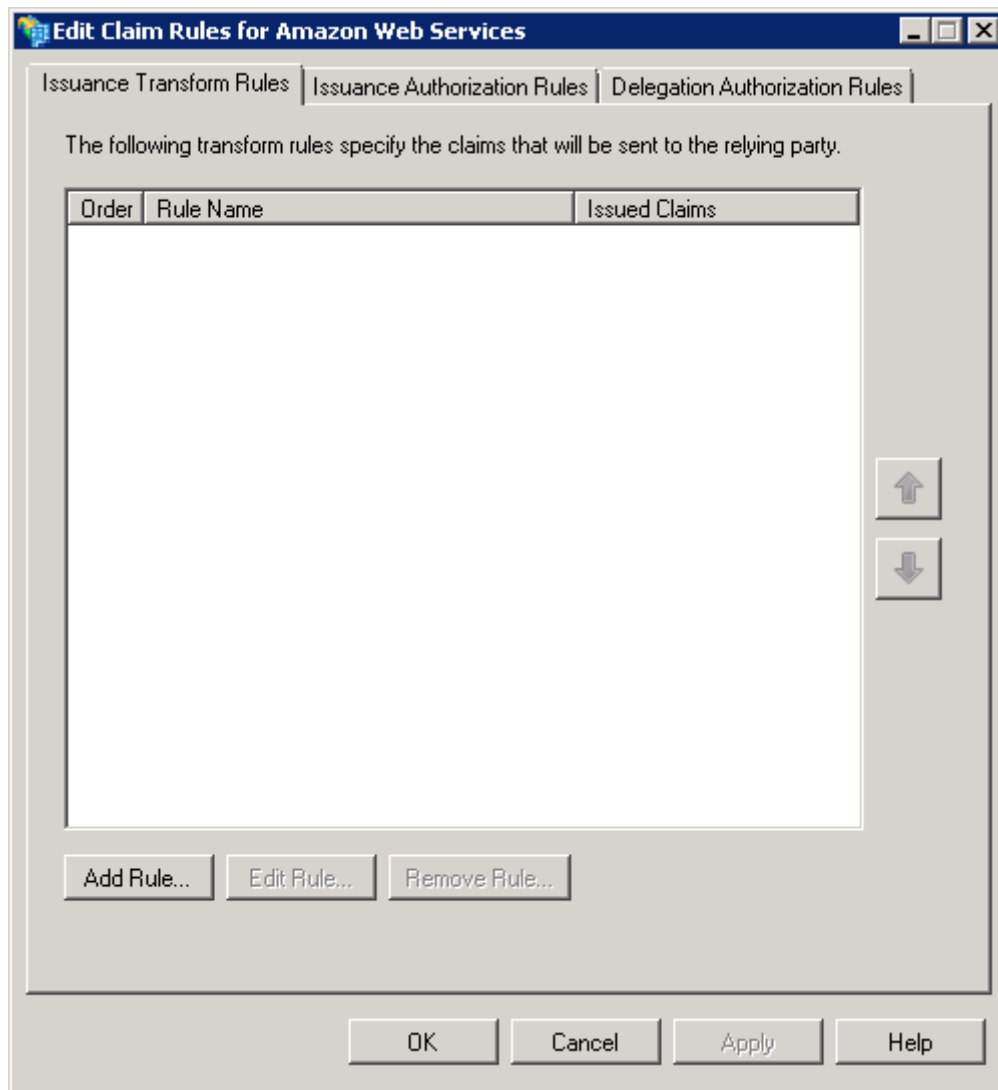 Edit Claim Rules for Amazon Web Services
Issuance Transform Rules Issuance Authorization Rules Delegation Authorization Rules
The following transform rules specify the claims that will be sent to the relying party.
Order Rule Name Issued Claims
Add Rule... Edit Rule... Remove Rule...
OK Cancel Apply Help